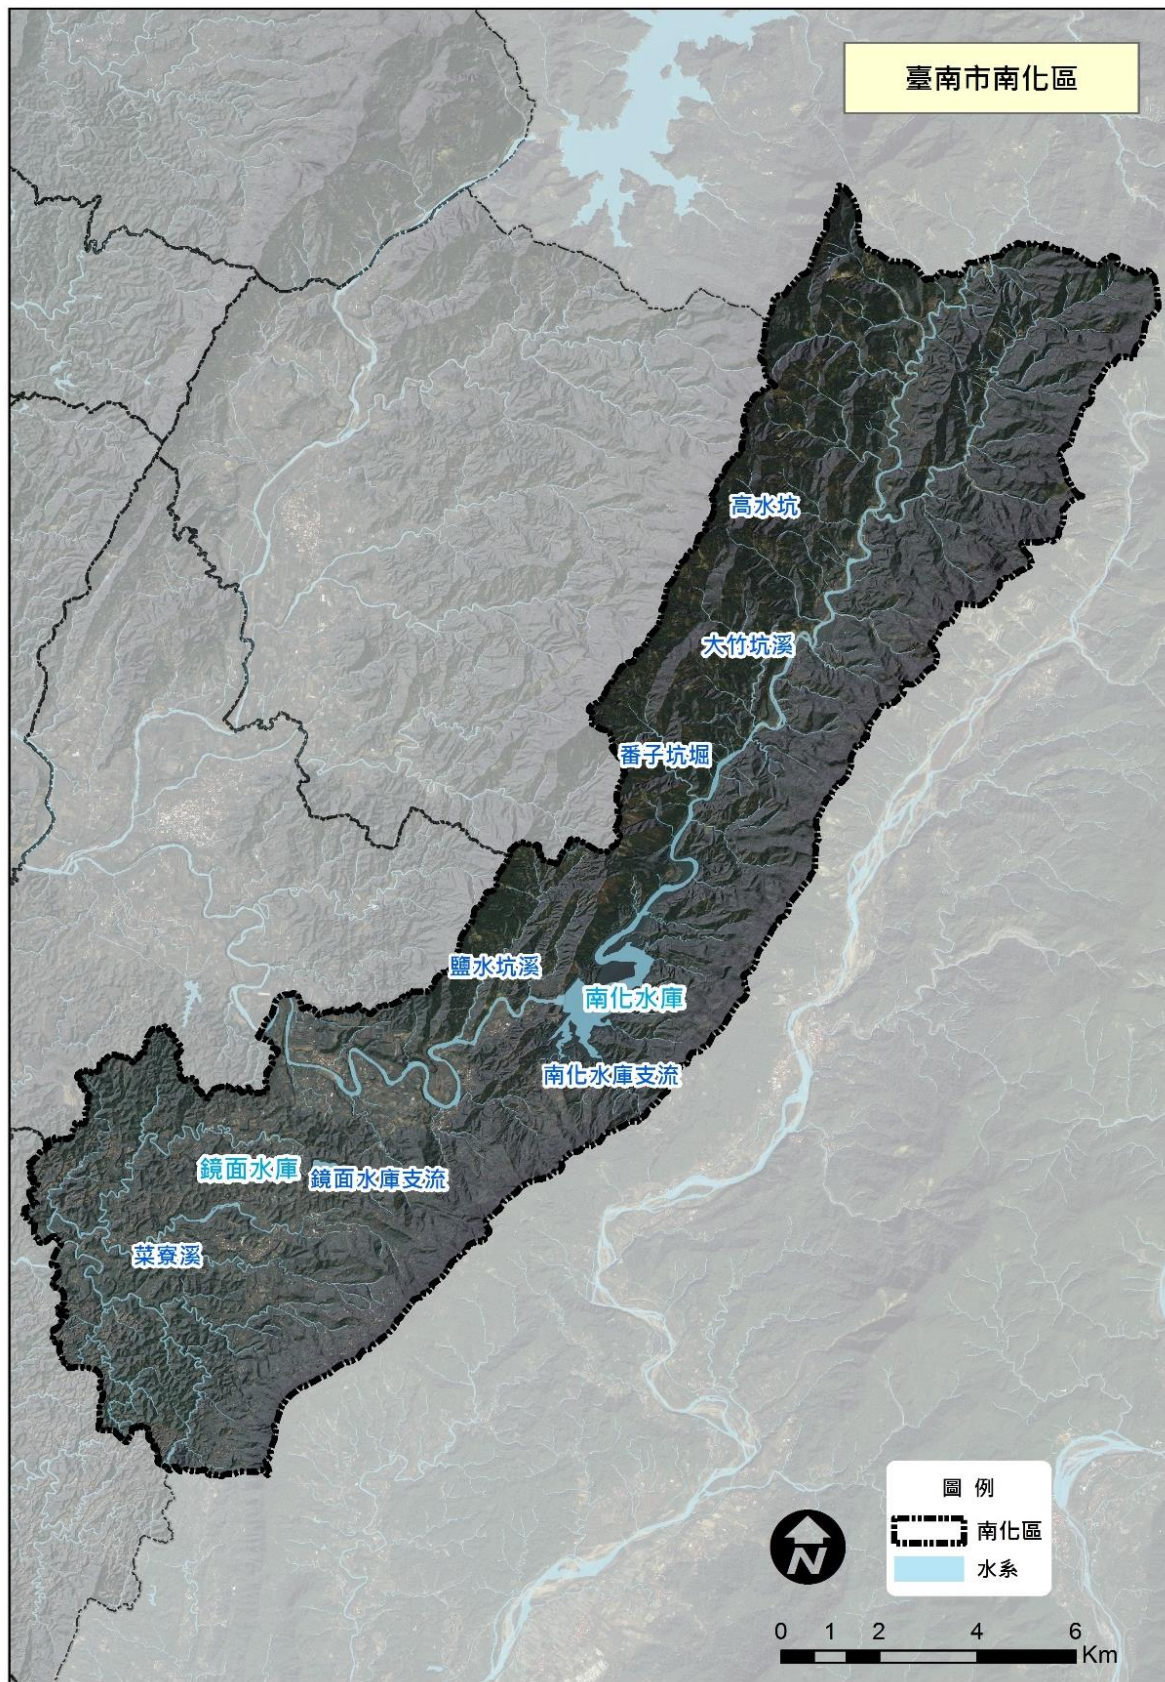 臺南市南化區
高水坑
大竹坑溪
番子坑堀
鹽水坑溪
南化水庫
南化水庫支流
鏡面水庫
鏡面水庫支流
菜寮溪
圖 例
南化區
水系
N
0 1 2 4 6
Km